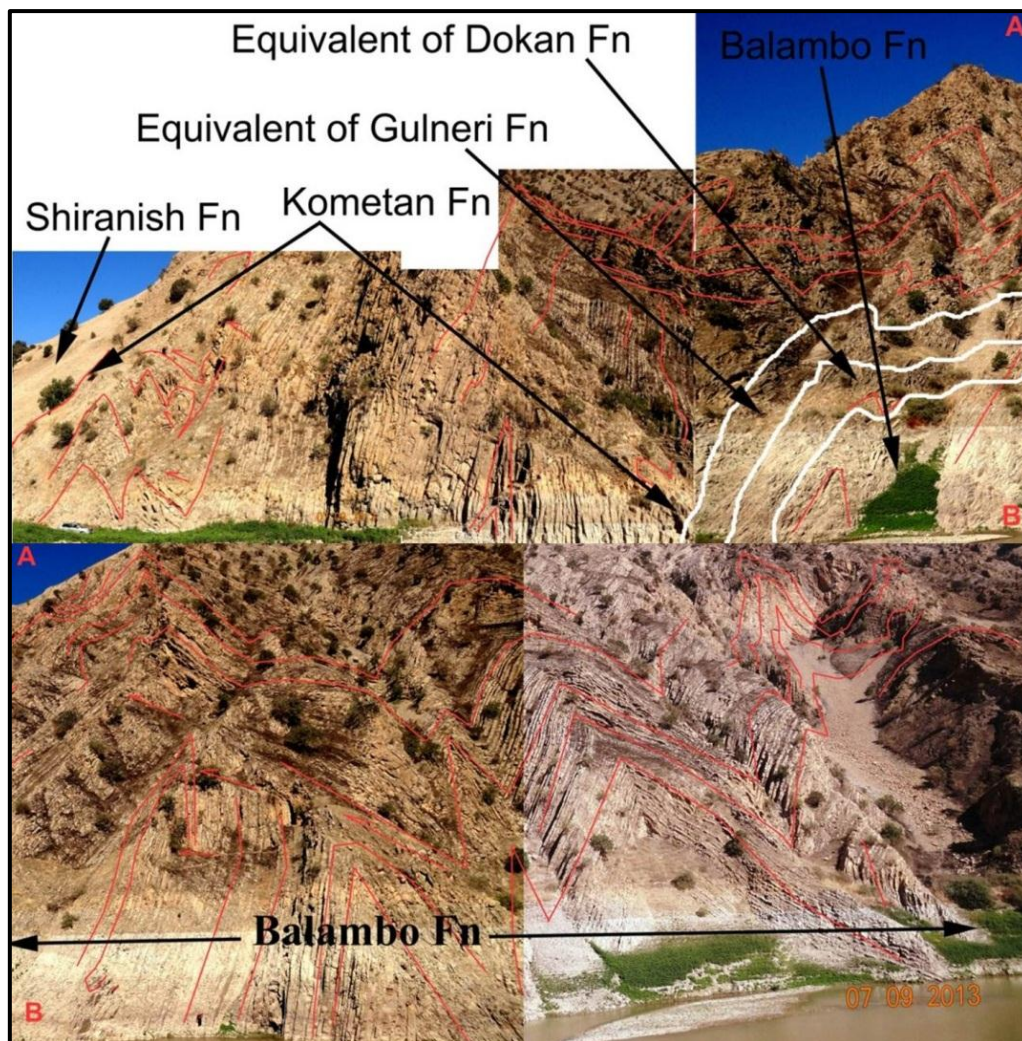 Equivalent of Dokan Fn
A
Balambo Fn
Equivalent of Gulneri Fn
Kometan Fn
Shiranish Fn
B
A
Balambo Fn
B
07 09 2013